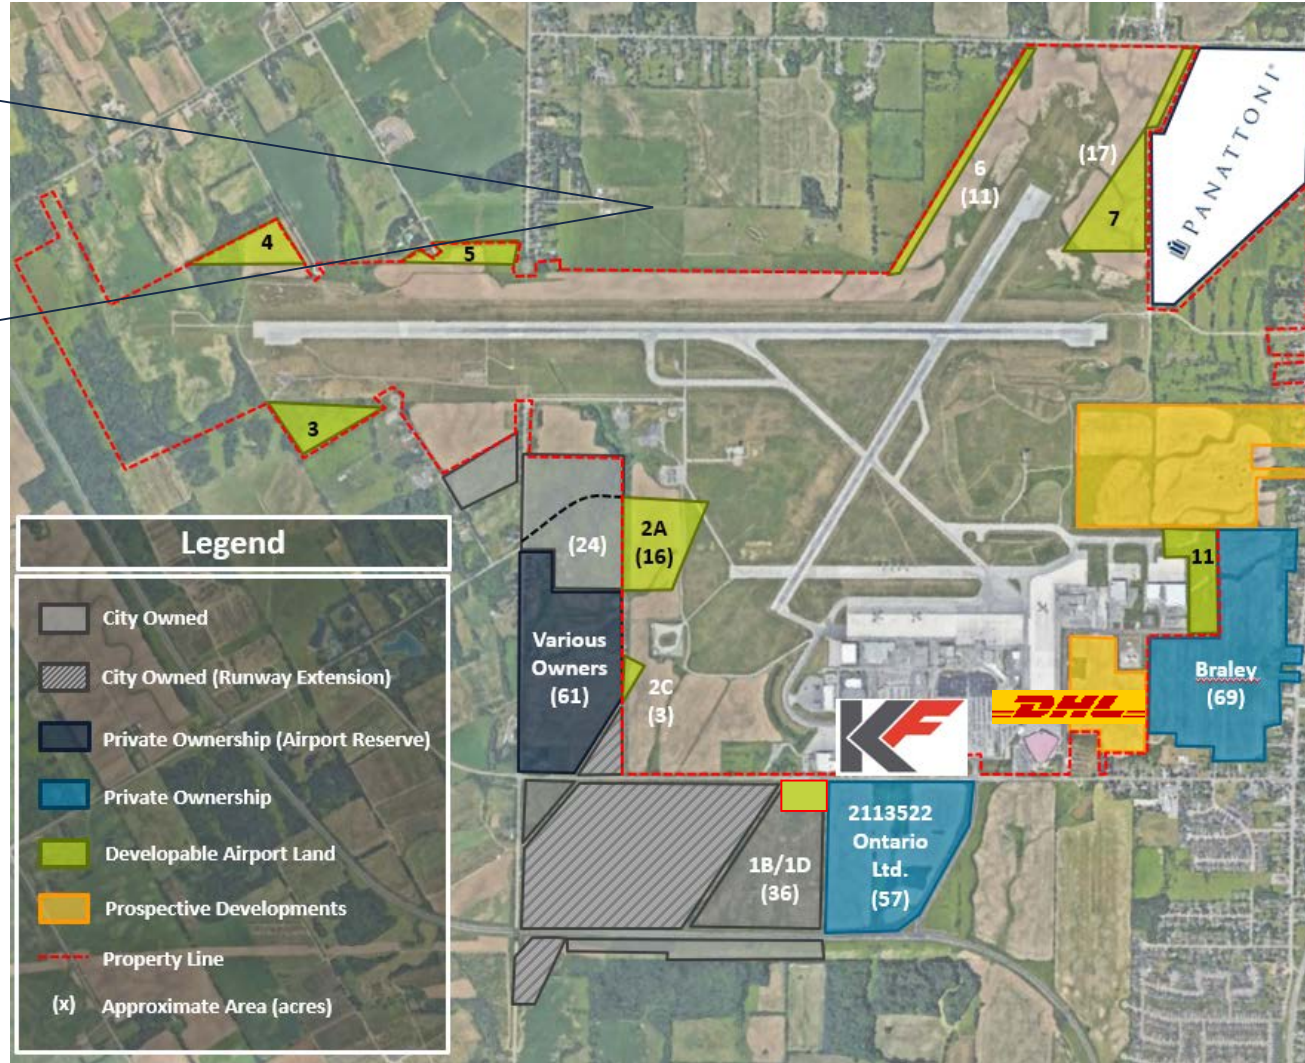 PANATTONI®
6
(11)
(17)
7
4
5
3
2A
(16)
(24)
11
Various
Owners
(61)
2C
(3)
Braley
(69)
KF
DHL
2113522
Ontario
Ltd.
(57)
1B/1D
(36)
Legend
City Owned
City Owned (Runway Extension)
Private Ownership (Airport Reserve)
Private Ownership
Developable Airport Land
Prospective Developments
Property Line
(x) Approximate Area (acres)